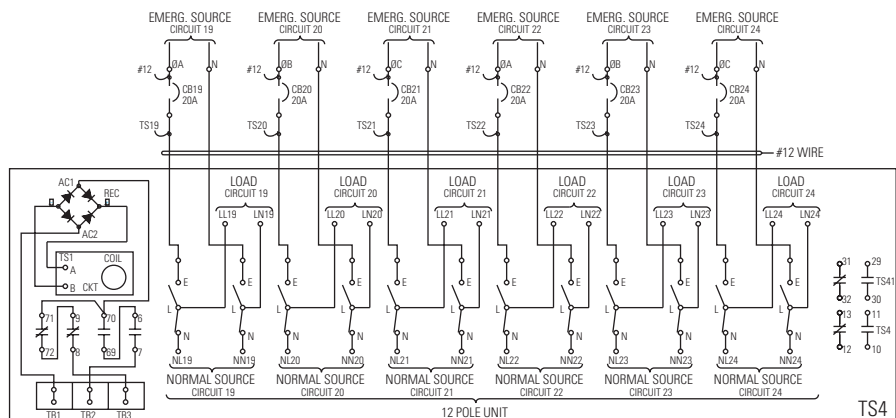 EMERG. SOURCE EMERG. SOURCE EMERG. SOURCE EMERG. SOURCE EMERG. SOURCE EMERG. SOURCE
CIRCUIT 19 CIRCUIT 20 CIRCUIT 21 CIRCUIT 22 CIRCUIT 23 CIRCUIT 24
#12 ØA N #12 ØB N #12 ØC N #12 ØA N #12 ØB N #12 ØC N
CB19 CB20 CB21 CB22 CB23 CB24
20A 20A 20A 20A 20A 20A
TS19 TS20 TS21 TS22 TS23 TS24
#12 WIRE
AC1 REC
LOAD LOAD LOAD LOAD LOAD LOAD
CIRCUIT 19 CIRCUIT 20 CIRCUIT 21 CIRCUIT 22 CIRCUIT 23 CIRCUIT 24
LL19 LN19 LL20 LN20 LL21 LN21 LL22 LN22 LL23 LN23 LL24 LN24
AC2
TS1 COIL
A
B CKT
31 29
TS41
32 30
13 11
TS4
12 10
E E E E E E E E E E E E
L L L L L L L L L L L L
71 9 70 6
72 8 69 7
N N N N N N N N N N N N
NL19 NN19 NL20 NN20 NL21 NN21 NL22 NN22 NL23 NN23 NL24 NN24
NORMAL SOURCE NORMAL SOURCE NORMAL SOURCE NORMAL SOURCE NORMAL SOURCE NORMAL SOURCE
CIRCUIT 19 CIRCUIT 20 CIRCUIT 21 CIRCUIT 22 CIRCUIT 23 CIRCUIT 24
TB1 TB2 TB3
12 POLE UNIT
TS4